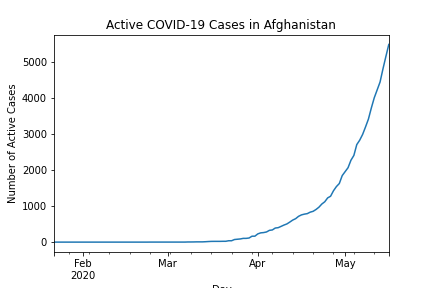 Active COVID-19 Cases in Afghanistan
Number of Active Cases
5000
4000
3000
2000
1000
0
Feb
2020
Mar
Apr
May